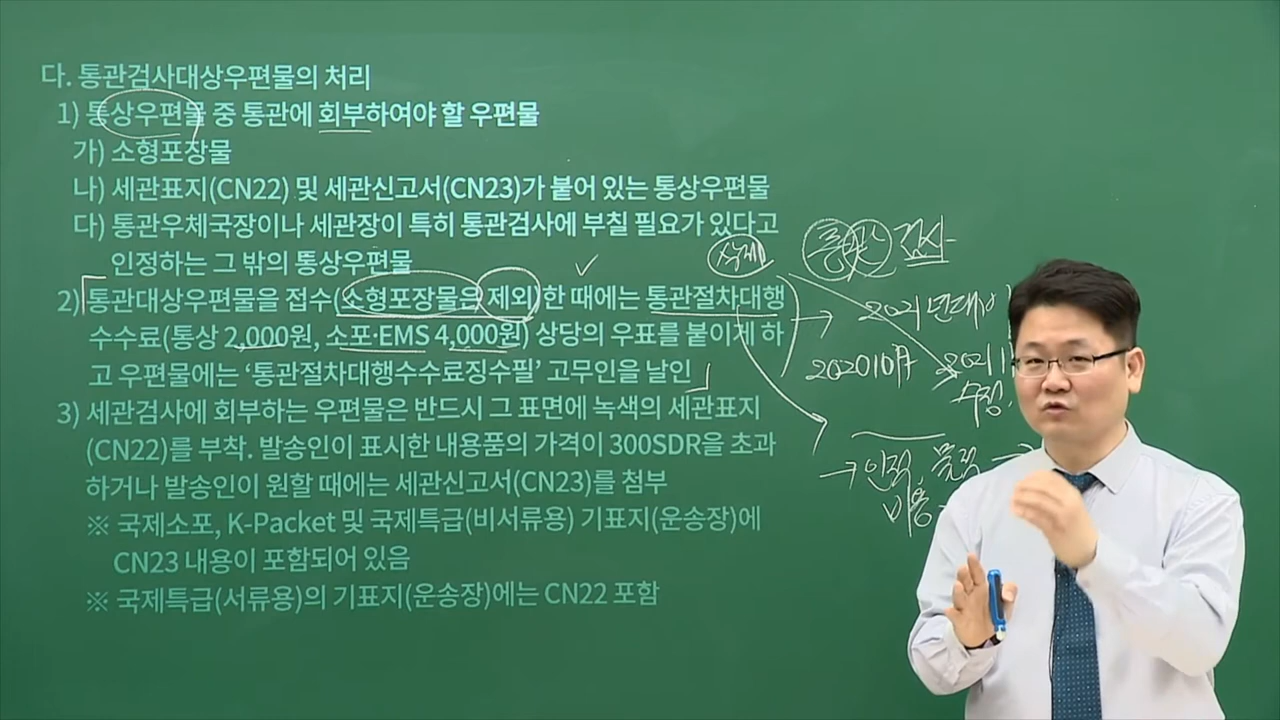 다. 통관검사대상우편물의 처리
1) 통상우편물 중 통관에 회부하여야 할 우편물
가) 소형포장물
나) 세관표지(CN22) 및 세관신고서(CN23)가 붙어 있는 통상우편물
다) 통관우체국장이나 세관장이 특히 통관검사에 부칠 필요가 있다고
인정하는 그 밖의 통상우편물
2) 통관대상우편물을 접수(소형포장물은 제외)한 때에는 통관절차대행
수수료(통상 2,000원, 소포·EMS 4,000원) 상당의 우표를 붙이게 하
고 우편물에는 ‘통관절차대행수수료징수필’ 고무인을 날인
3) 세관검사에 회부하는 우편물은 반드시 그 표면에 녹색의 세관표지
(CN22)를 부착. 발송인이 표시한 내용품의 가격이 300SDR을 초과
하거나 발송인이 원할 때에는 세관신고서(CN23)를 첨부
※ 국제소포, K-Packet 및 국제특급(비서류용) 기표지(운송장)에
CN23 내용이 포함되어 있음
※ 국제특급(서류용)의 기표지(운송장)에는 CN22 포함
삭제
검사
2021년
202010月
2021
수정
→ 인적, 물적 →
비용